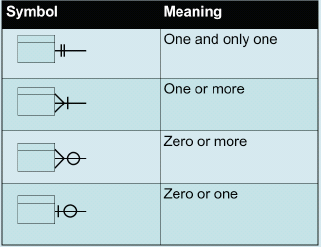 Symbol Meaning
One and only one
One or more
Zero or more
Zero or one